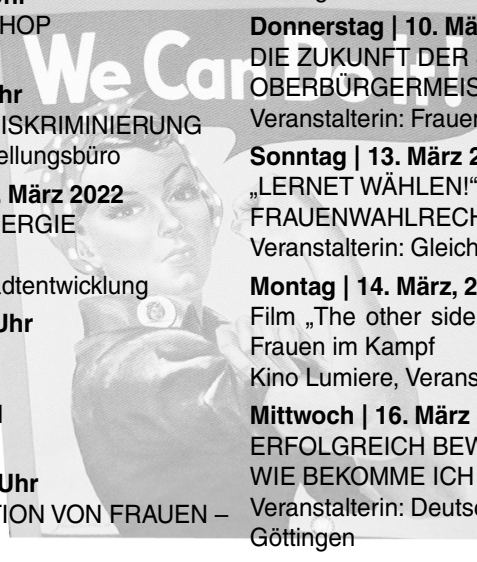 We Can Do It!
HOP
hr
ISKRIMINIERUNG
ellungsbüro
März 2022
ERGIE
dtentwicklung
Uhr
Uhr
TION VON FRAUEN –
Donnerstag | 10. Mä
DIE ZUKUNFT DER
OBERBÜRGERMEIS
Veranstalterin: Frauen
Sonntag | 13. März 2
„LERNET WÄHLEN!“
FRAUENWAHLRECH
Veranstalterin: Gleich
Montag | 14. März, 2
Film „The other side
Frauen im Kampf
Kino Lumiere, Verans
Mittwoch | 16. März
ERFOLGREICH BEW
WIE BEKOMME ICH
Veranstalterin: Deutsc
Göttingen